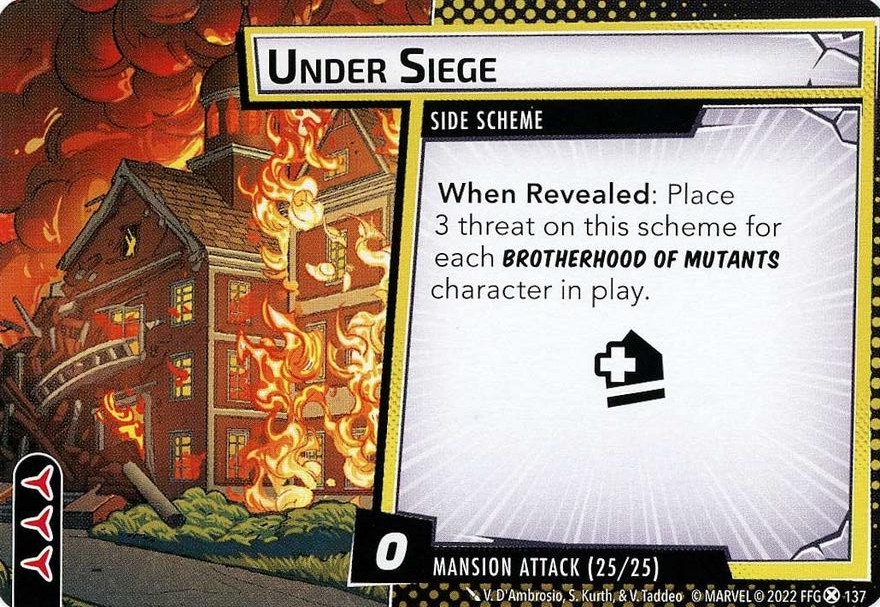 UNDER SIEGE
SIDE SCHEME
When Revealed: Place
3 threat on this scheme for
each BROTHERHOOD OF MUTANTS
character in play.
0
MANSION ATTACK (25/25)
V. D'Ambrosio, S. Kurth, & V. Taddeo © MARVEL © 2022 FFG 137